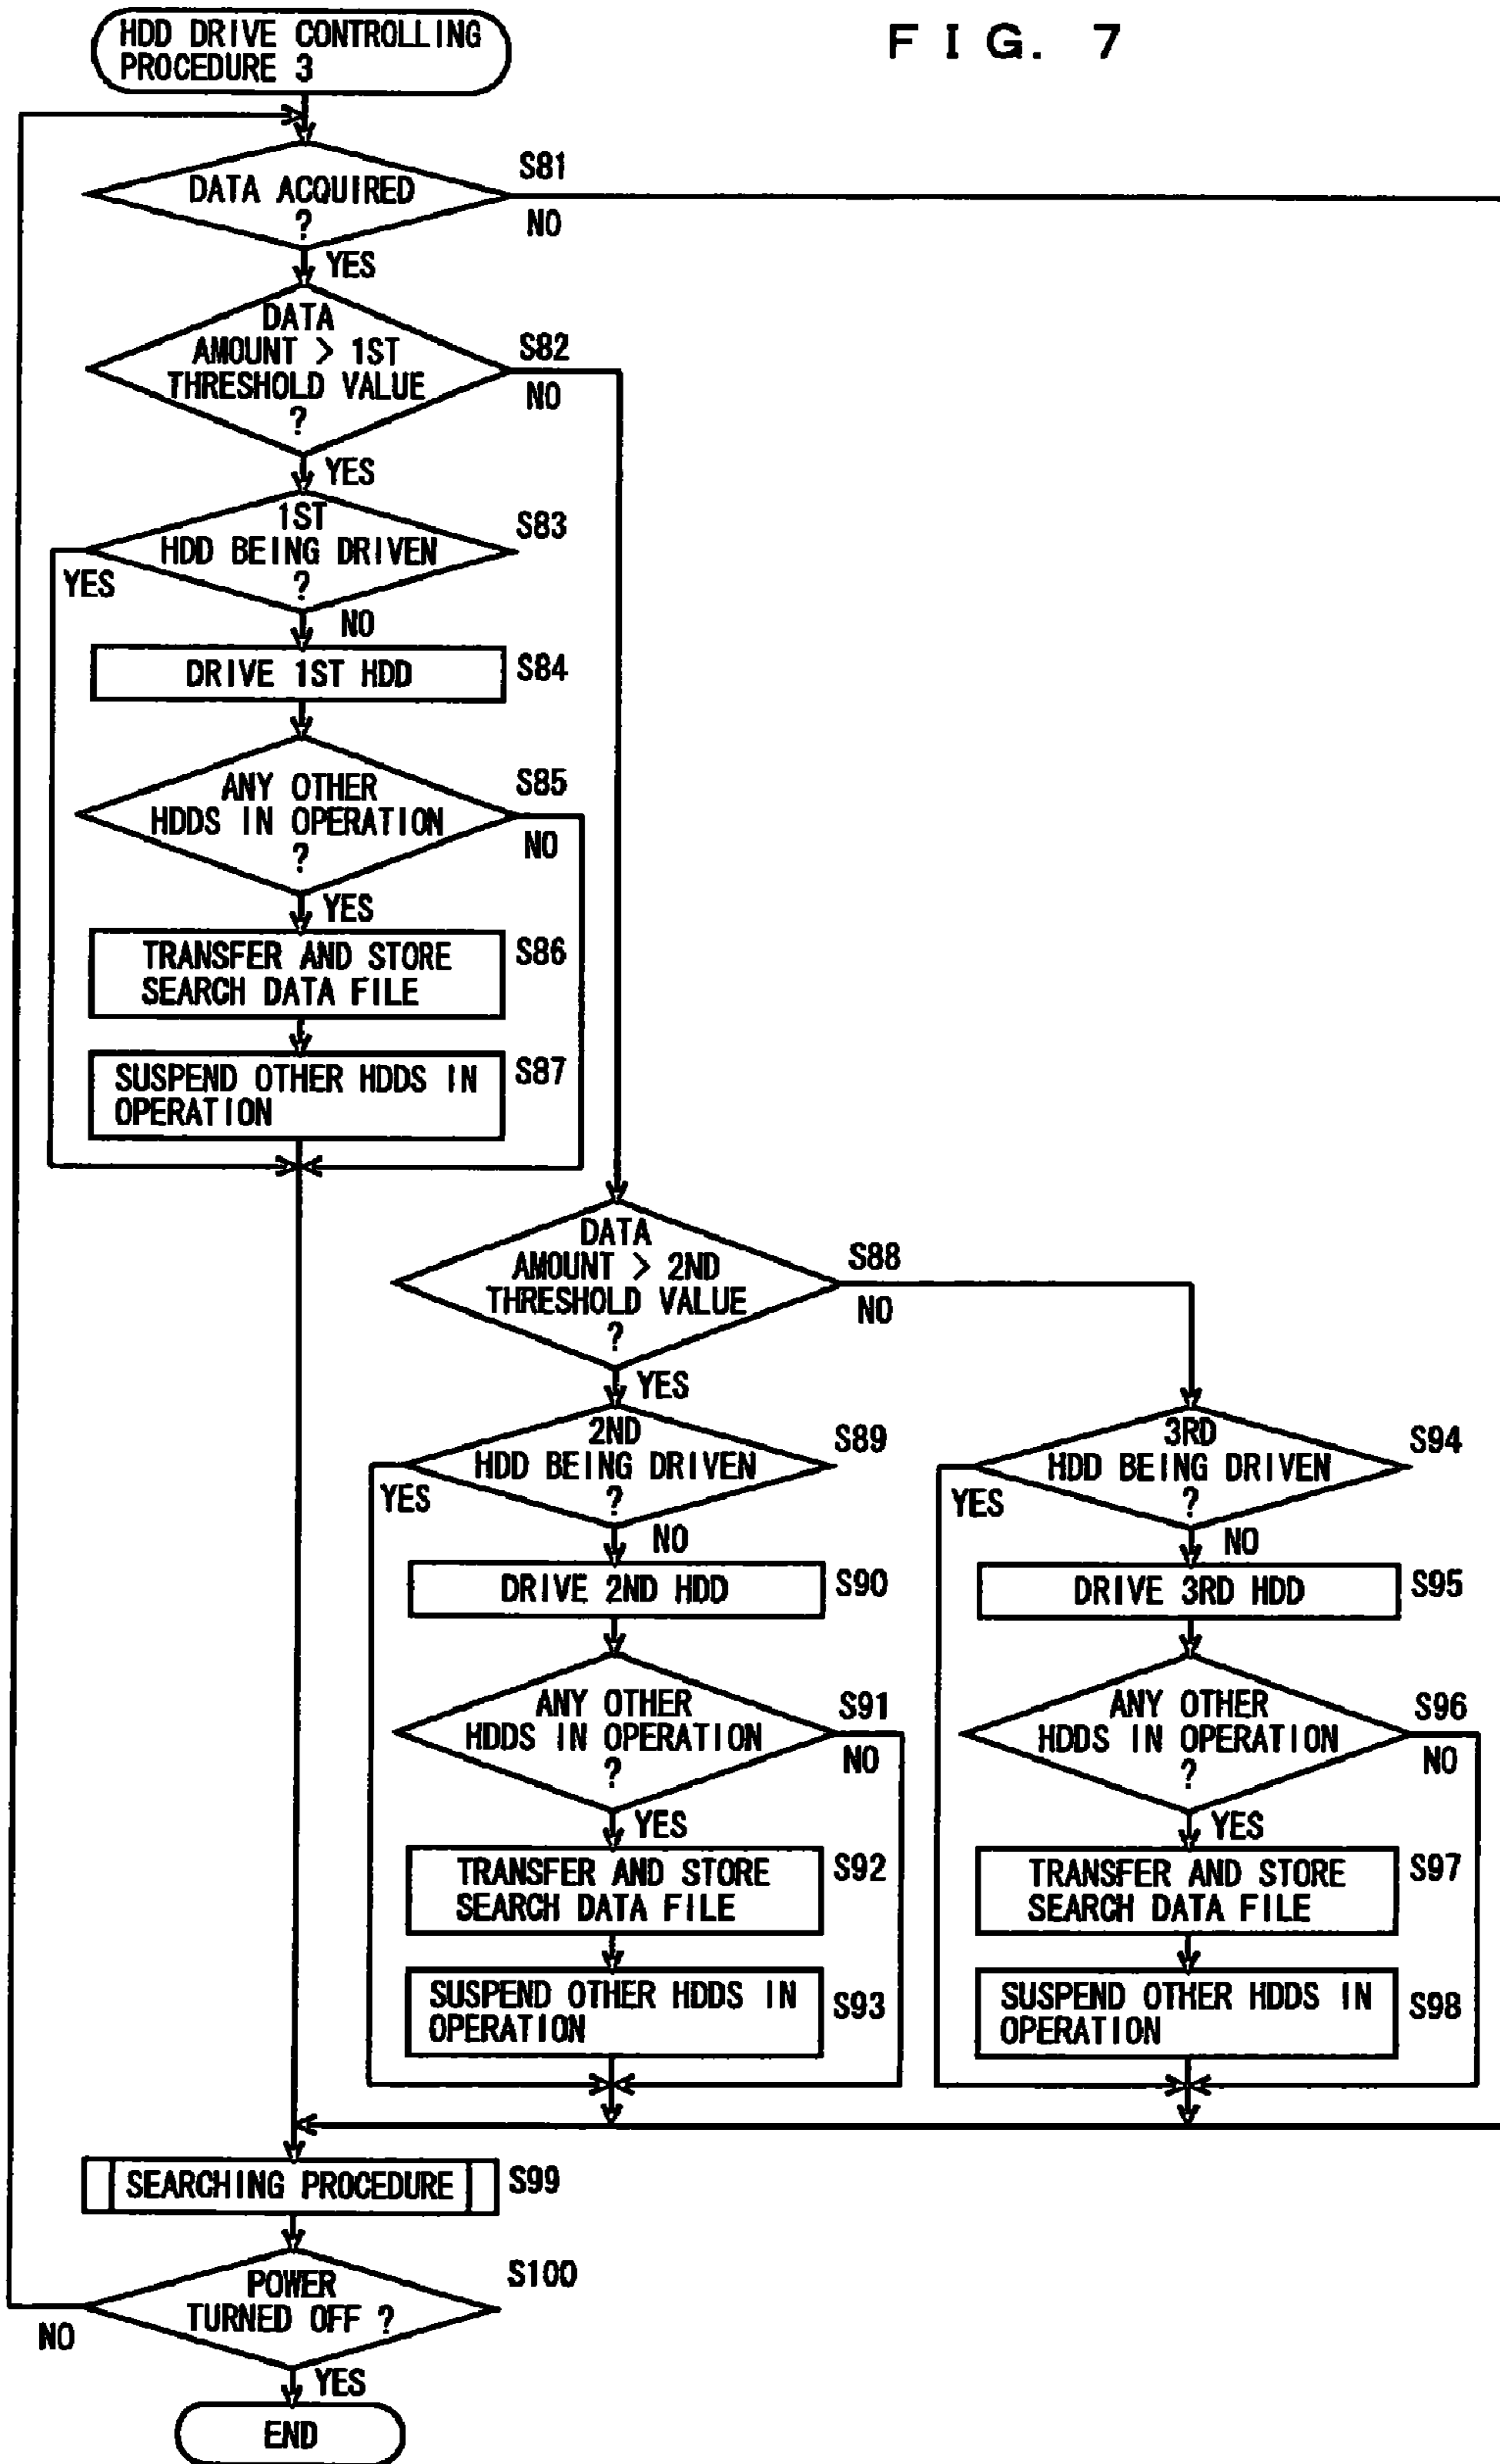 FIG. 7
HDD DRIVE CONTROLLING
PROCEDURE 3
DATA ACQUIRED
?
S81
NO
YES
DATA
AMOUNT > 1ST
THRESHOLD VALUE
?
S82
NO
YES
1ST
HDD BEING DRIVEN
?
S83
YES
NO
DRIVE 1ST HDD
S84
ANY OTHER
HDDS IN OPERATION
?
S85
NO
YES
TRANSFER AND STORE
SEARCH DATA FILE
S86
SUSPEND OTHER HDDS IN
OPERATION
S87
DATA
AMOUNT > 2ND
THRESHOLD VALUE
?
S88
NO
YES
2ND
HDD BEING DRIVEN
?
S89
YES
NO
DRIVE 2ND HDD
S90
ANY OTHER
HDDS IN OPERATION
?
S91
NO
YES
TRANSFER AND STORE
SEARCH DATA FILE
S92
SUSPEND OTHER HDDS IN
OPERATION
S93
3RD
HDD BEING DRIVEN
?
S94
YES
NO
DRIVE 3RD HDD
S95
ANY OTHER
HDDS IN OPERATION
?
S96
NO
YES
TRANSFER AND STORE
SEARCH DATA FILE
S97
SUSPEND OTHER HDDS IN
OPERATION
S98
SEARCHING PROCEDURE
S99
POWER
TURNED OFF ?
S100
NO
YES
END